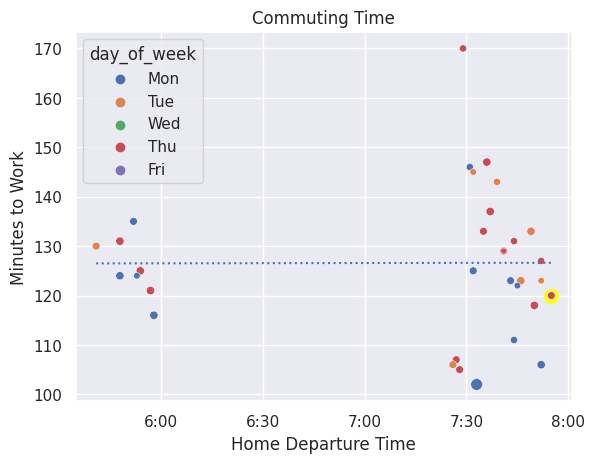 Commuting Time
day_of_week
Mon
Tue
Wed
Thu
Fri
Minutes to Work
170
160
150
140
130
120
110
100
6:00 6:30 7:00 7:30 8:00
Home Departure Time